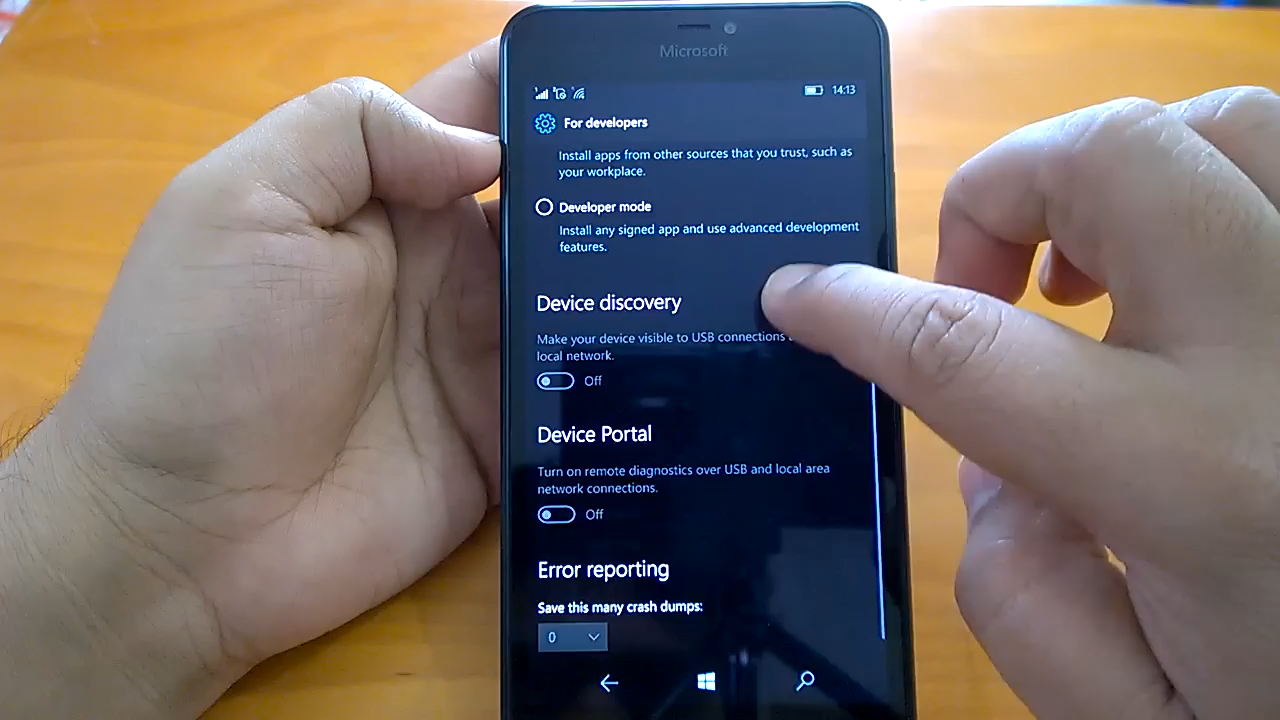 Microsoft
14:13
For developers
Install apps from other sources that you trust, such as
your workplace.
Developer mode
Install any signed app and use advanced development
features.
Device discovery
Make your device visible to USB connections
local network.
Off
Device Portal
Turn on remote diagnostics over USB and local area
network connections.
Off
Error reporting
Save this many crash dumps:
0